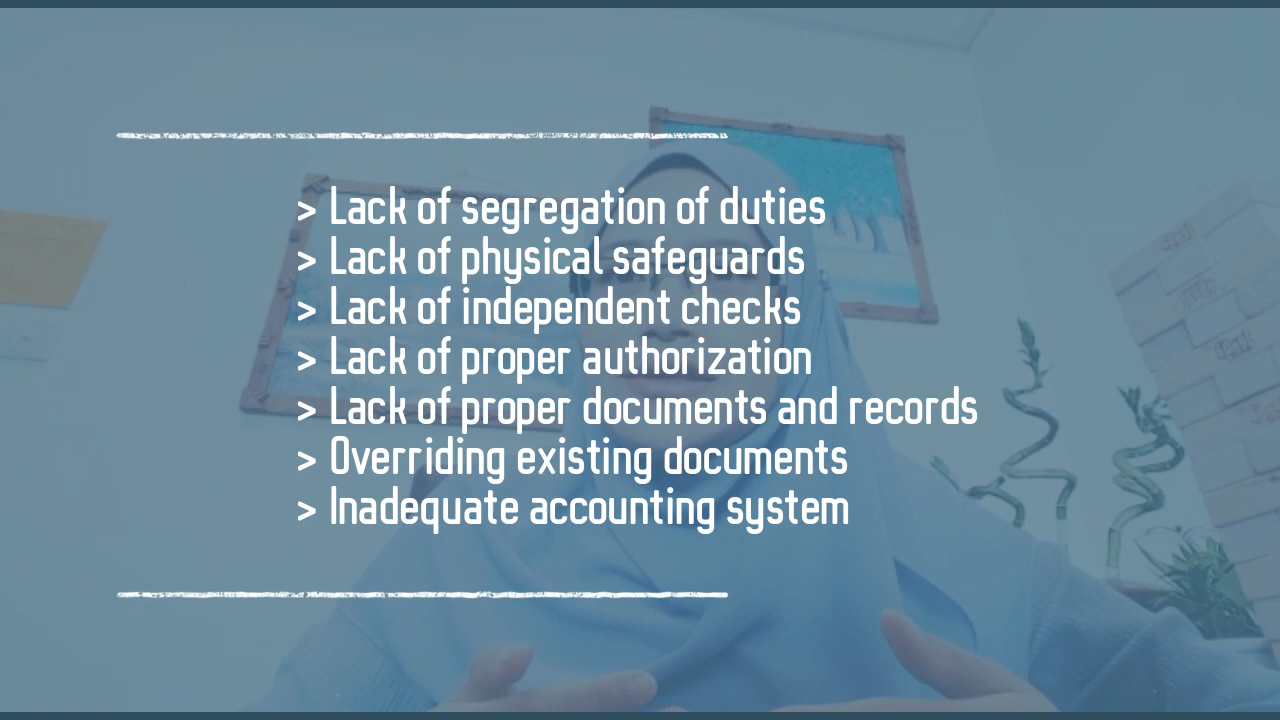 > Lack of segregation of duties
> Lack of physical safeguards
> Lack of independent checks
> Lack of proper authorization
> Lack of proper documents and records
> Overriding existing documents
> Inadequate accounting system